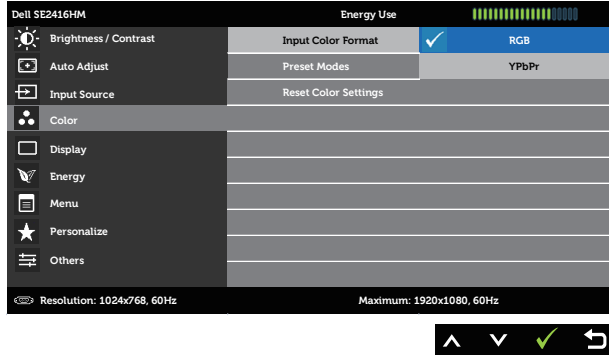 Dell SE2416HM Energy Use
Brightness / Contrast Input Color Format RGB
Auto Adjust Preset Modes YPbPr
Input Source Reset Color Settings
Color
Display
Energy
Menu
Personalize
Others
Resolution: 1024x768, 60Hz Maximum: 1920x1080, 60Hz